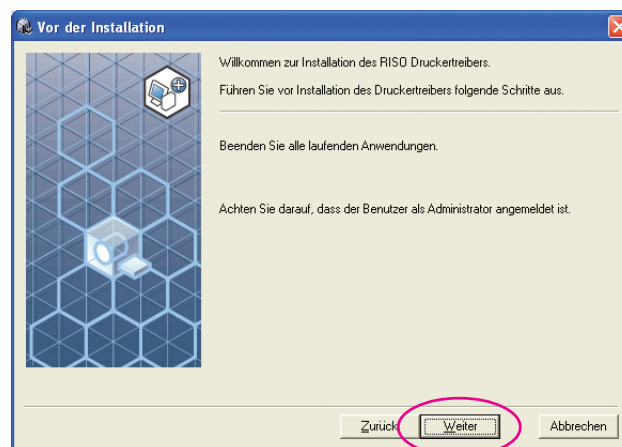 Vor der Installation
Willkommen zur Installation des RISO Druckertreibers.
Führen Sie vor Installation des Druckertreibers folgende Schritte aus.
Beenden Sie alle laufenden Anwendungen.
Achten Sie darauf, dass der Benutzer als Administrator angemeldet ist.
Zurück
Weiter
Abbrechen